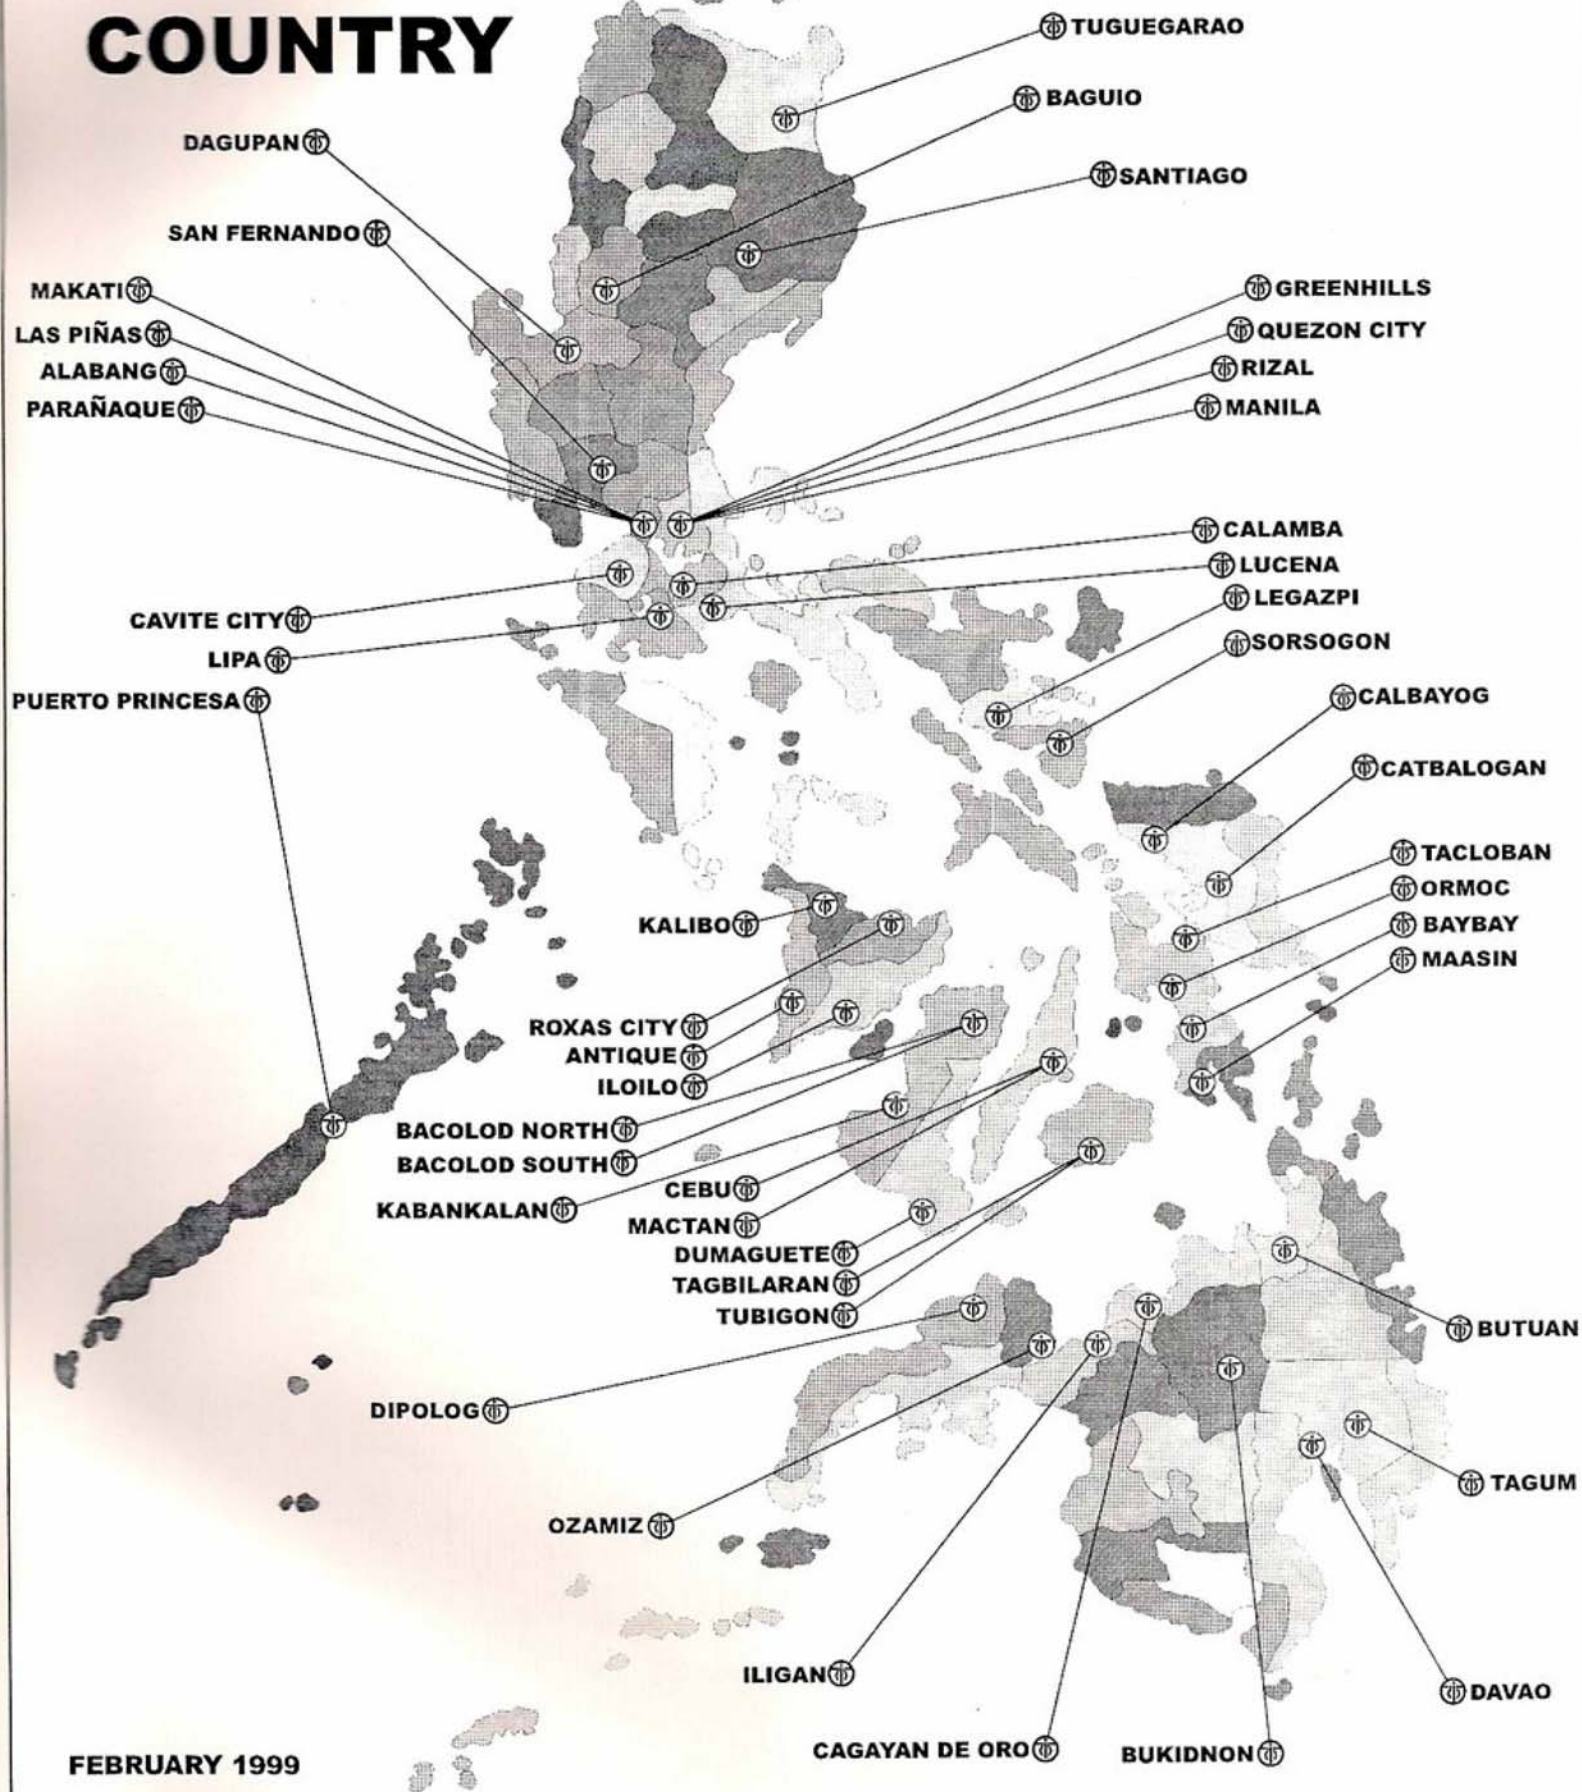 COUNTRY
TUGUEGARAO
BAGUIO
DAGUPAN
SANTIAGO
SAN FERNANDO
MAKATI
GREENHILLS
LAS PIÑAS
QUEZON CITY
ALABANG
RIZAL
PARAÑAQUE
MANILA
CALAMBA
LUCENA
LEGAZPI
CAVITE CITY
SORSOGON
LIPA
PUERTO PRINCESA
CALBAYOG
CATBALOGAN
TACLOBAN
ORMOC
KALIBO
BAYBAY
MAASIN
ROXAS CITY
ANTIQUE
ILOILO
BACOLOD NORTH
BACOLOD SOUTH
CEBU
KABANKALAN
MACTAN
DUMAGUETE
TAGBILARAN
TUBIGON
BUTUAN
DIPOLOG
TAGUM
OZAMIZ
ILIGAN
DAVAO
CAGAYAN DE ORO
BUKIDNON
FEBRUARY 1999